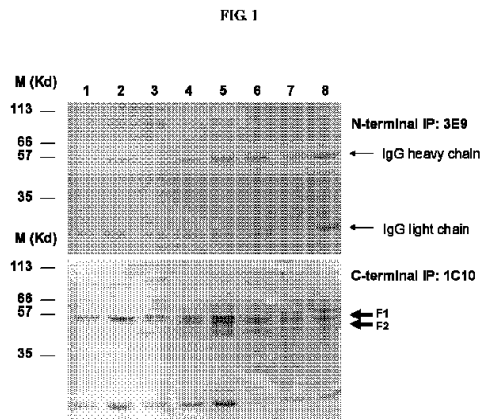 FIG. 1
M (Kd) 1 2 3 4 5 6 7 8
113
N-terminal IP: 3E9
66
57
IgG heavy chain
35
IgG light chain
M (Kd)
113
C-terminal IP: 1C10
66
57
F1
F2
35